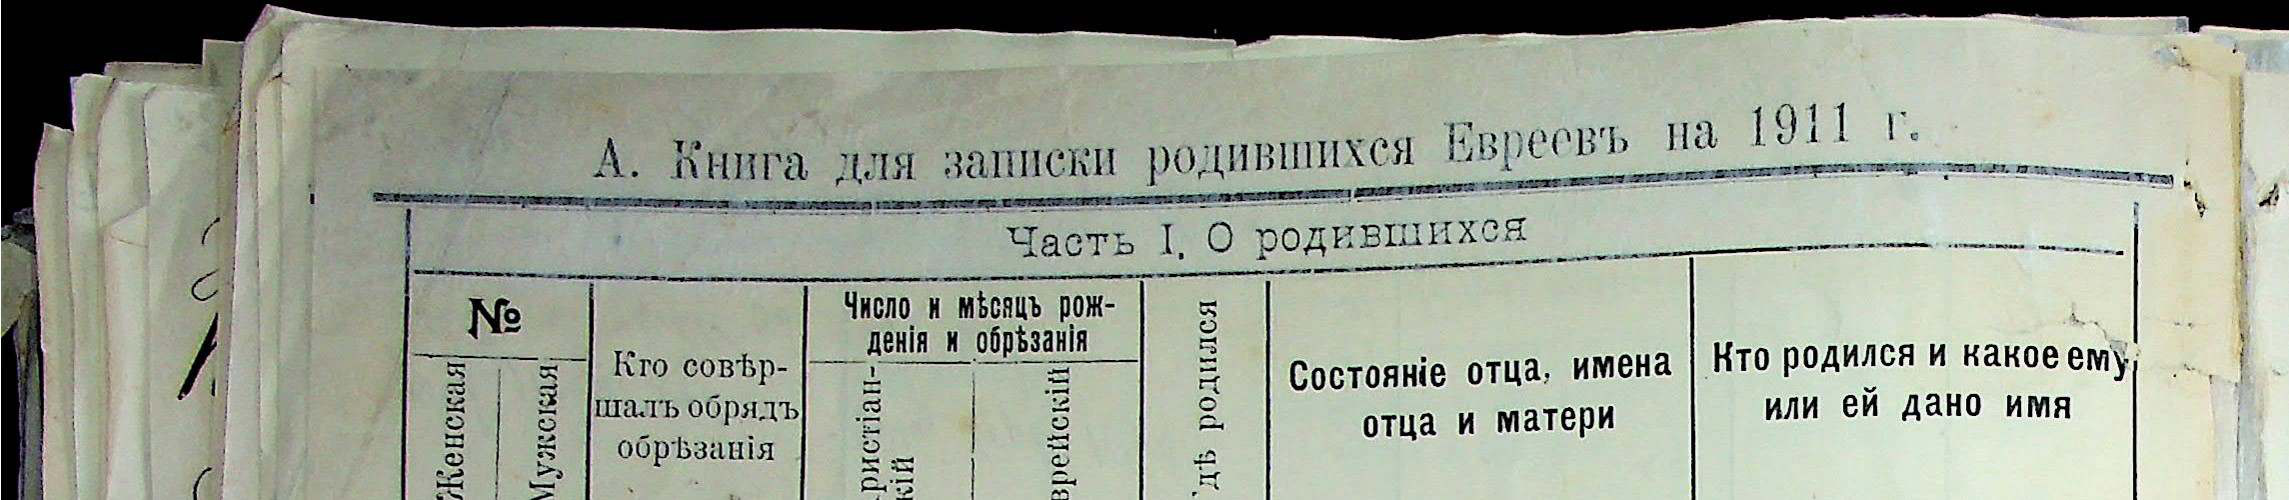 А. Книга для записки родившихся Евреевъ на 1911 г.
Часть I. О родившихся
№
Женская
Мужская
Кто совѣр-
шалъ обрядъ
обрѣзанія
Число и мѣсяцъ рож-
денія и обрѣзанія
ристіан-
кій
врейскій
дѣ родился
Состояніе отца, имена
отца и матери
Кто родился и какое ему
или ей дано имя